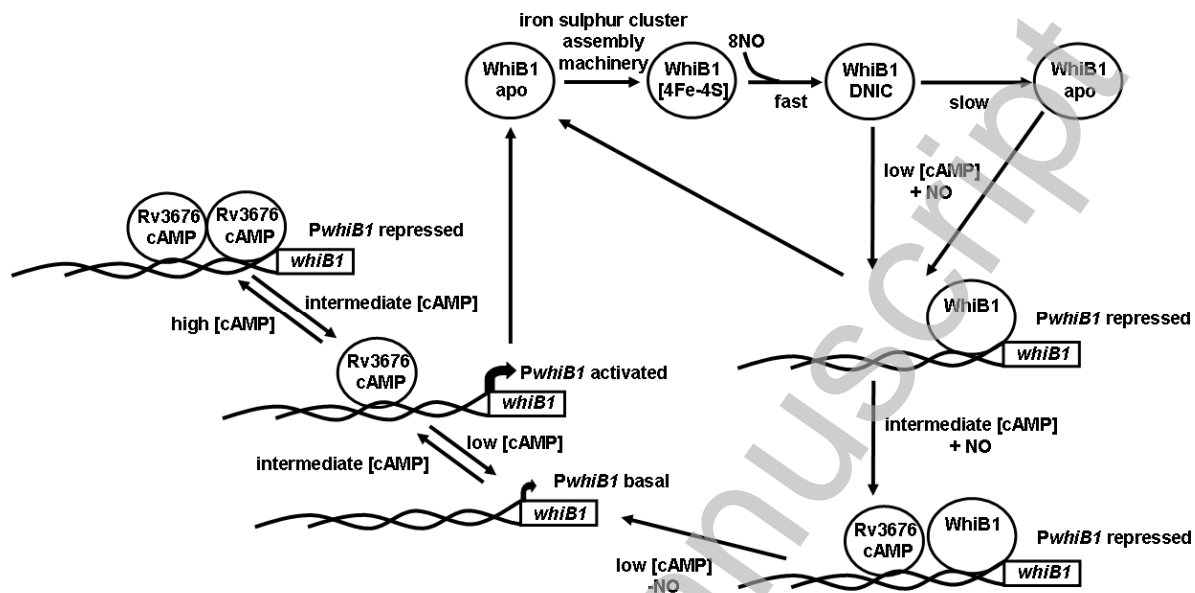 iron sulphur cluster
assembly
machinery
8NO
WhiB1
apo
WhiB1
[4Fe-4S]
fast
WhiB1
DNIC
slow
WhiB1
apo
low [cAMP]
+ NO
Rv3676
cAMP
Rv3676
cAMP
PwhiB1 repressed
whiB1
intermediate [cAMP]
high [cAMP]
WhiB1
PwhiB1 repressed
whiB1
Rv3676
cAMP
PwhiB1 activated
whiB1
intermediate [cAMP]
+ NO
low [cAMP]
intermediate [cAMP]
PwhiB1 basal
whiB1
Rv3676
cAMP
WhiB1
PwhiB1 repressed
whiB1
low [cAMP]
-NO
nuscript